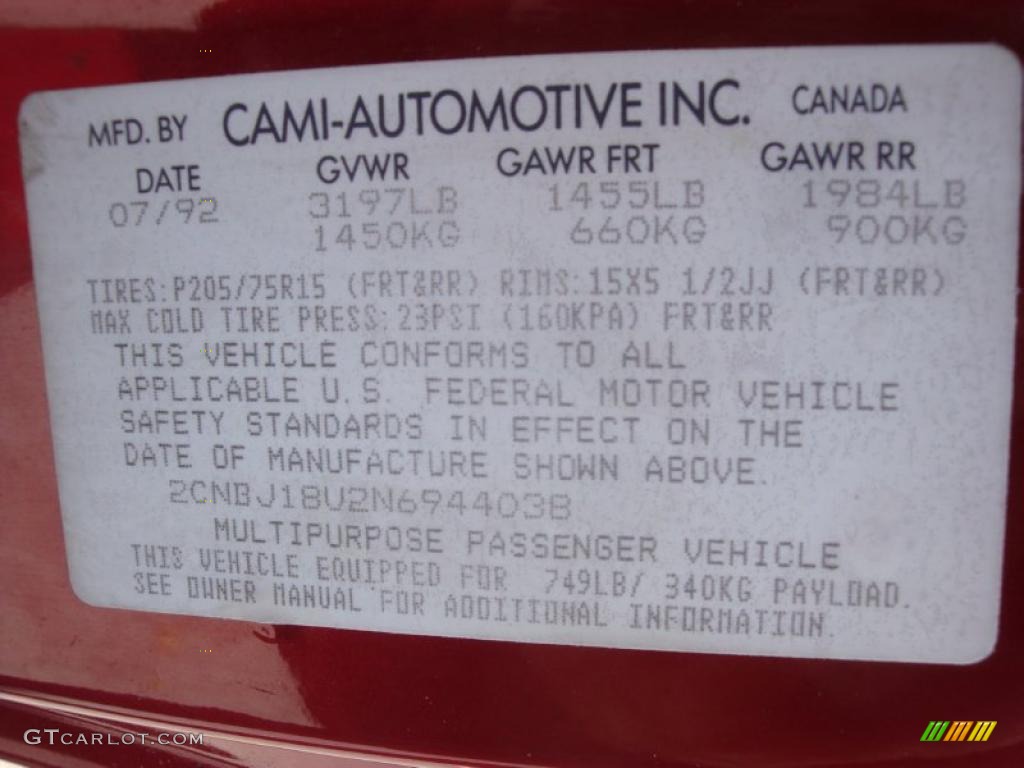 MFD. BY CAMI-AUTOMOTIVE INC. CANADA
DATE GVWR GAWR FRT GAWR RR
07/92 3197LB 1455LB 1984LB
1450KG 660KG 900KG
TIRES:P205/75R15 (FRT&RR) RIMS:15X5 1/2JJ (FRT&RR)
MAX COLD TIRE PRESS:23PSI (160KPA) FRT&RR
THIS VEHICLE CONFORMS TO ALL
APPLICABLE U.S. FEDERAL MOTOR VEHICLE
SAFETY STANDARDS IN EFFECT ON THE
DATE OF MANUFACTURE SHOWN ABOVE.
2CNBJ18U2N6944038
MULTIPURPOSE PASSENGER VEHICLE
THIS VEHICLE EQUIPPED FOR 749LB/ 340KG PAYLOAD.
SEE OWNER MANUAL FOR ADDITIONAL INFORMATION.
GTCARLOT.COM